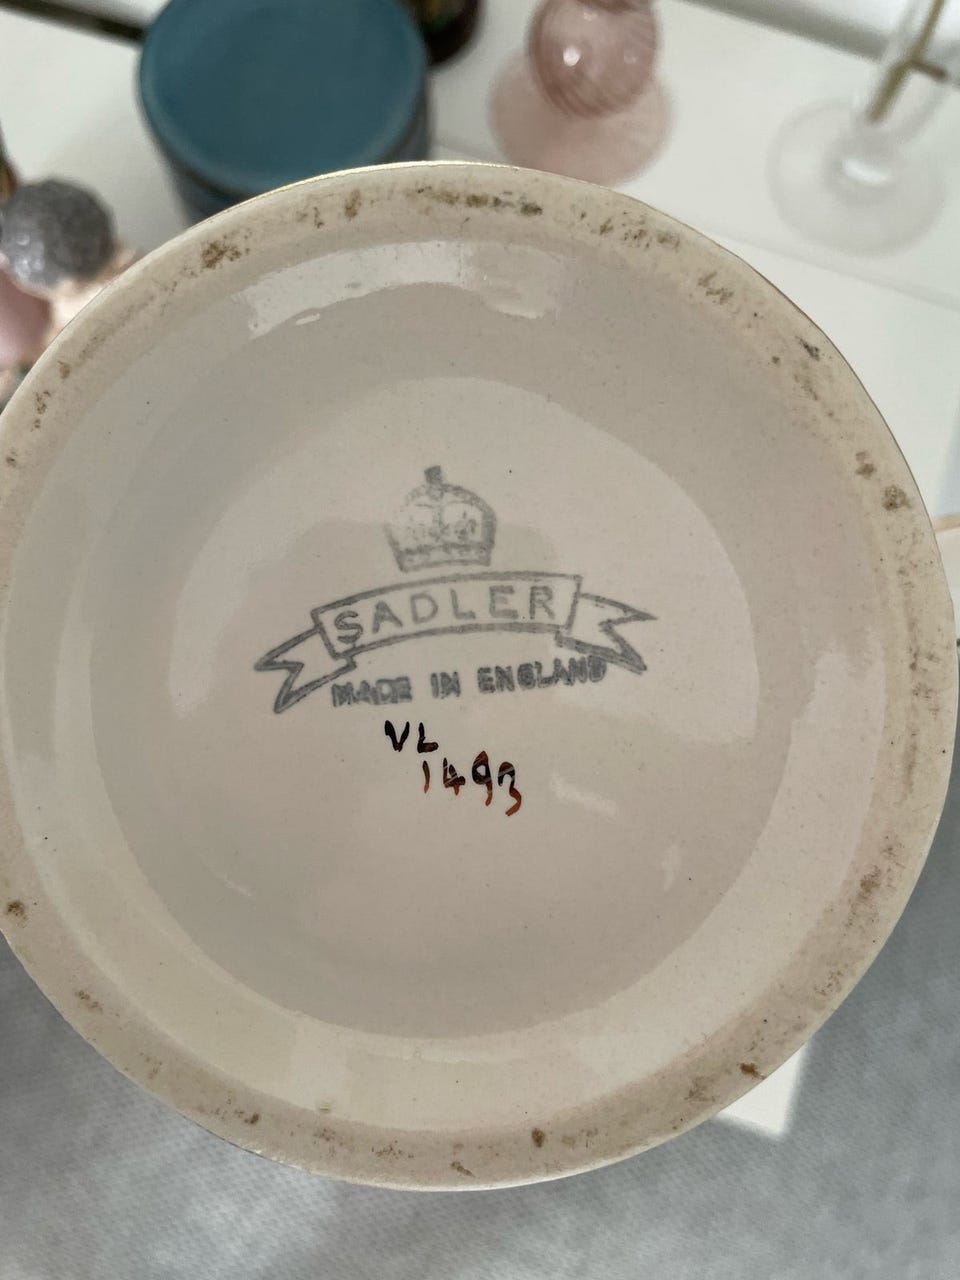 SADLER
MADE IN ENGLAND
VL
1493